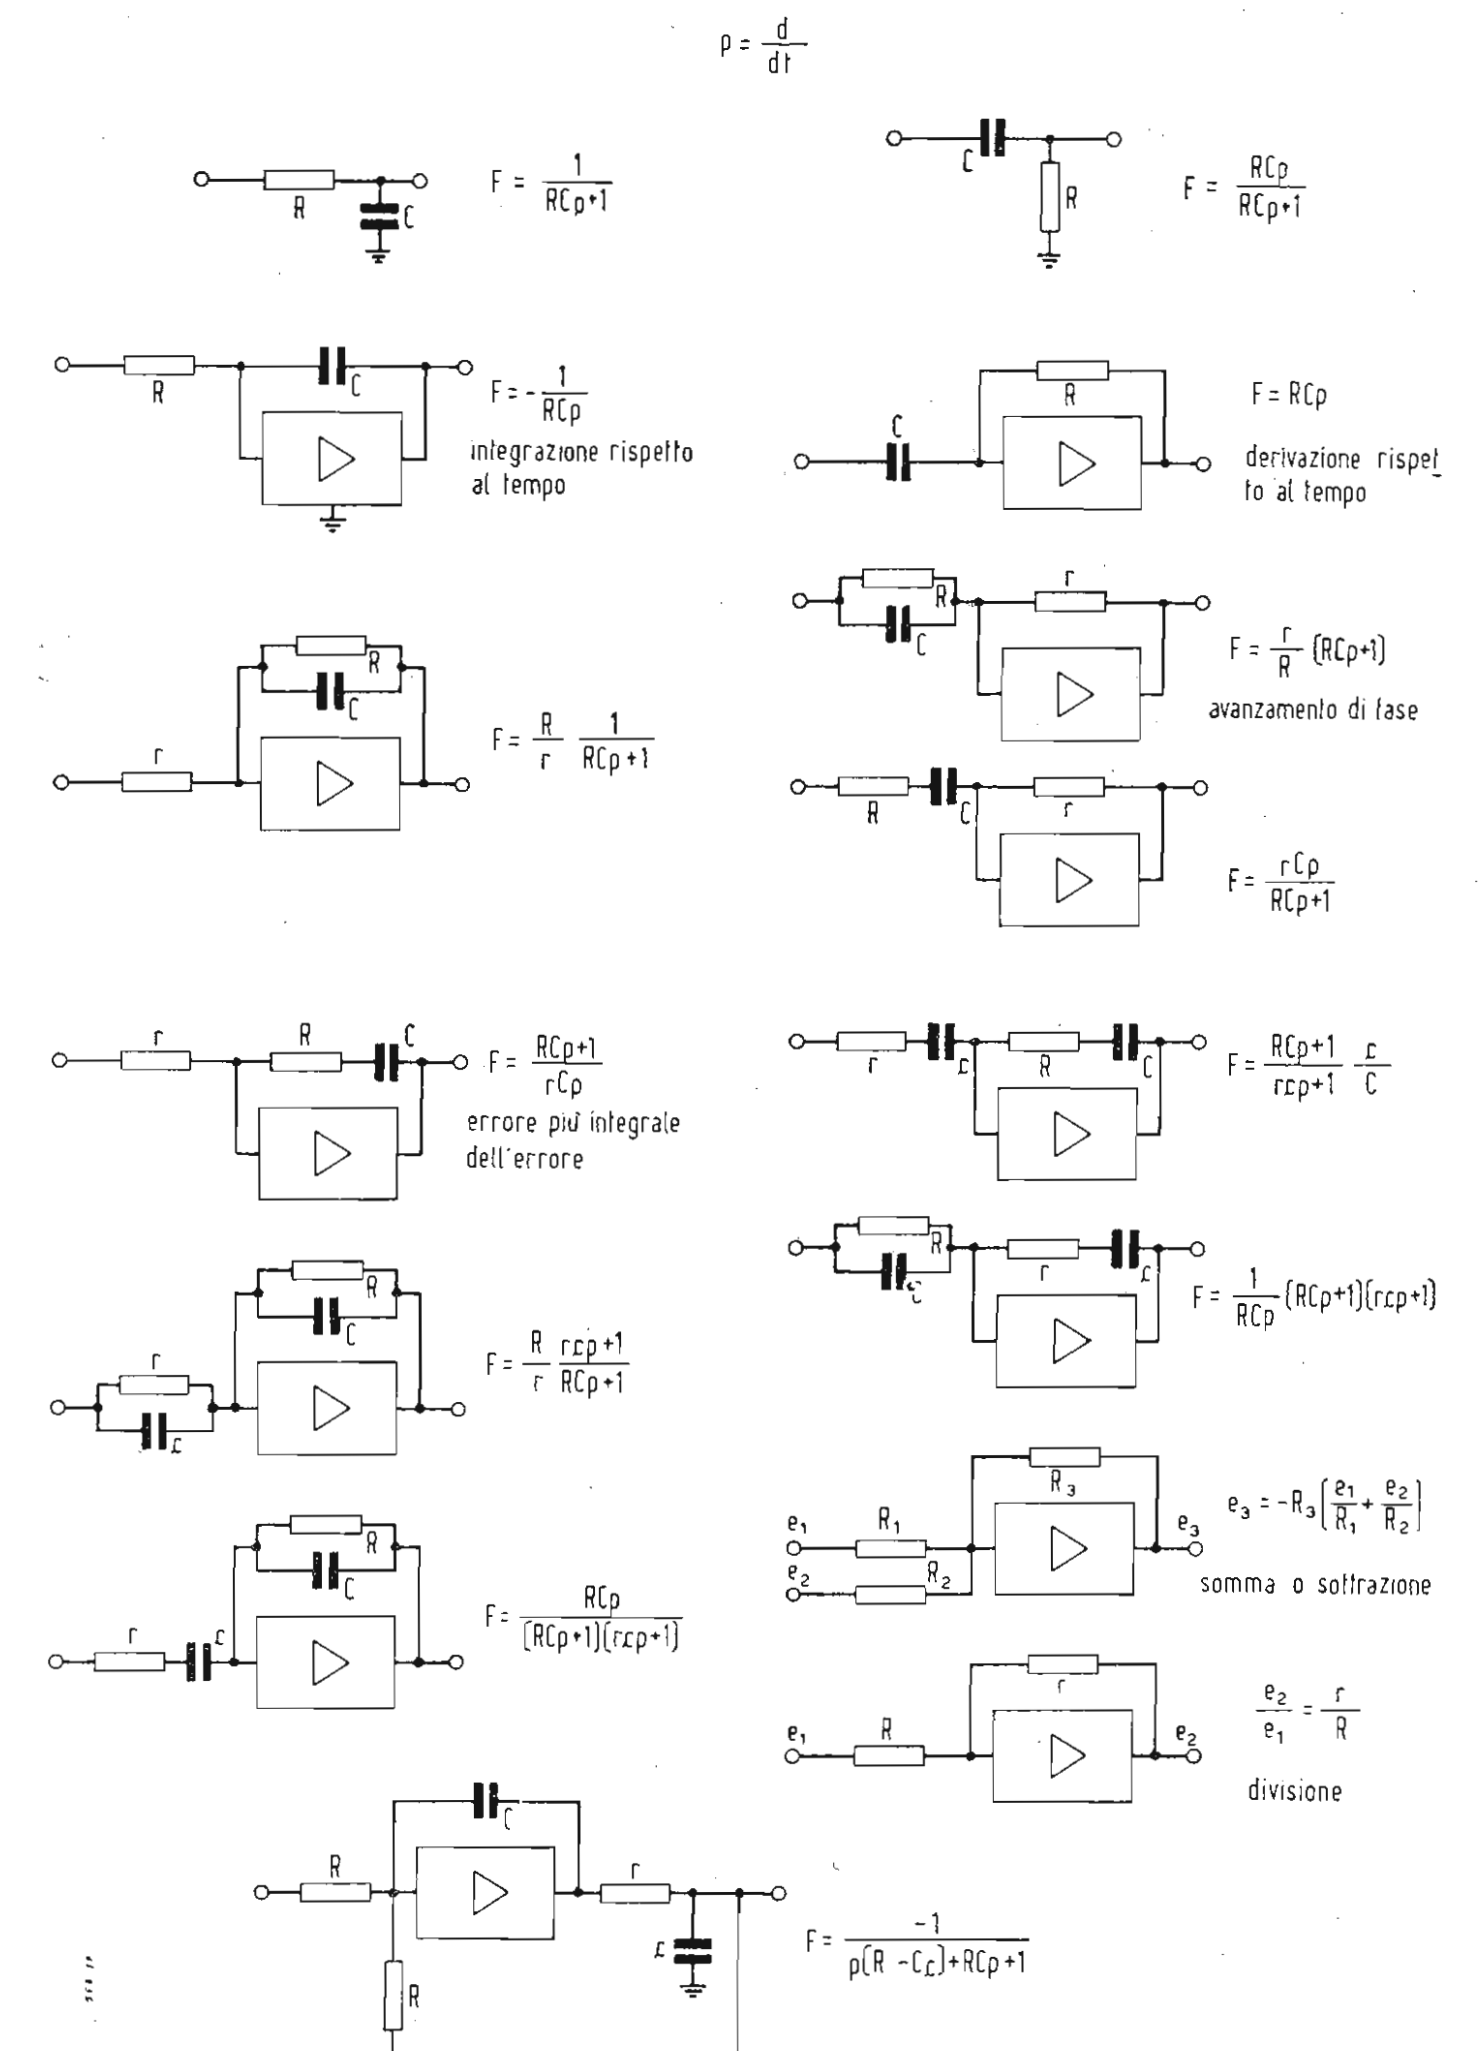 p = d/dt
R
C
F = 1/(RCp+1)
C
R
F = RCp/(RCp+1)
R
C
F = - 1/(RCp)
integrazione rispetto
al tempo
R
C
F = RCp
derivazione rispet
to al tempo
R
C
r
F = r/R (RCp+1)
avanzamento di fase
R
C
r
F = R/r 1/(RCp+1)
R
C
r
F = rCp/(RCp+1)
r
R
C
F = (RCp+1)/(rCp)
errore più integrale
dell'errore
r
c
R
C
F = (RCp+1)/(rcp+1) c/C
R
r
c
F = 1/(RCp) (RCp+1)(rcp+1)
R
C
r
c
F = R/r (rcp+1)/(RCp+1)
R3
e1
R1
e2
R2
e3
e3 = -R3(e1/R1 + e2/R2)
somma o sottrazione
R
C
r
c
F = RCp/((RCp+1)(rcp+1))
r
e1
R
e2
e2/e1 = r/R
divisione
C
R
r
c
R
F = -1/(p(R -Cc)+RCp+1)